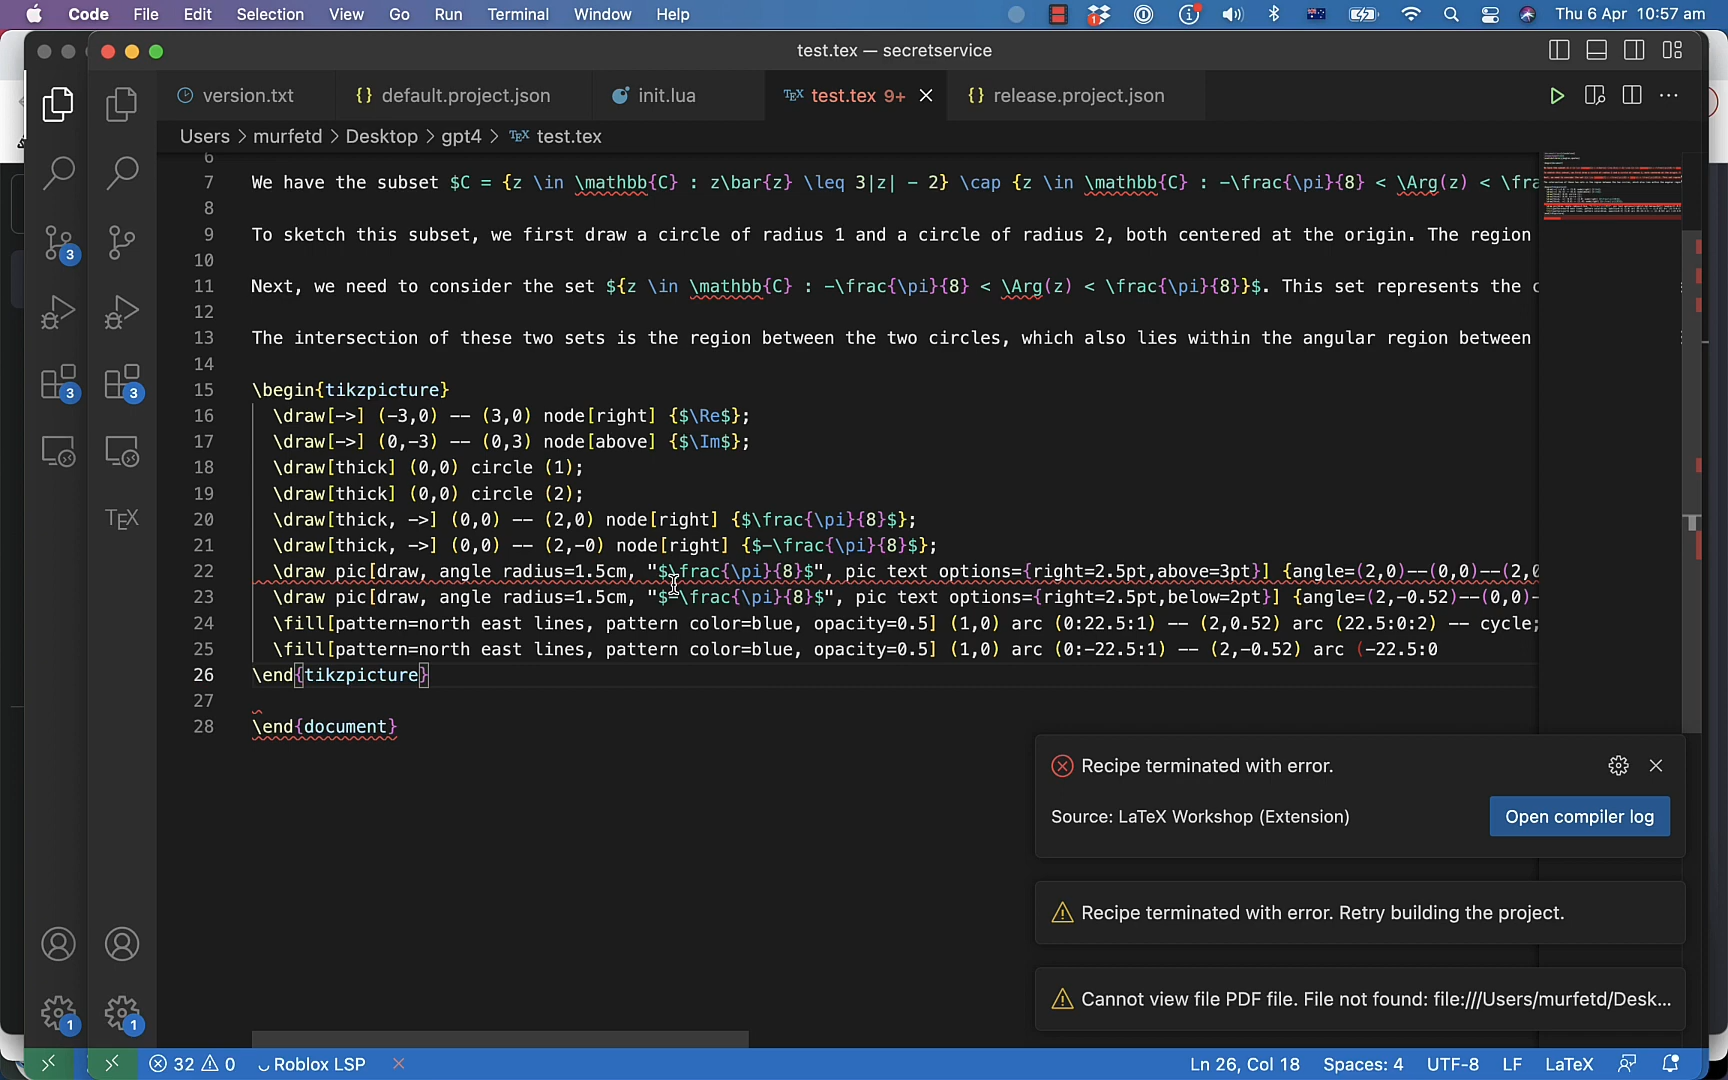 Code File Edit Selection View Go Run Terminal Window Help 1 Thu 6 Apr 10:57 am
test.tex — secretservice
version.txt {} default.project.json init.lua TEX test.tex 9+ {} release.project.json
Users > murfetd > Desktop > gpt4 > TEX test.tex
6
7 We have the subset $C = {z \in \mathbb{C} : z\bar{z} \leq 3|z| - 2} \cap {z \in \mathbb{C} : -\frac{\pi}{8} < \Arg(z) < \fra
8
9 To sketch this subset, we first draw a circle of radius 1 and a circle of radius 2, both centered at the origin. The region
10
11 Next, we need to consider the set ${z \in \mathbb{C} : -\frac{\pi}{8} < \Arg(z) < \frac{\pi}{8}}$. This set represents the c
12
13 The intersection of these two sets is the region between the two circles, which also lies within the angular region between
14
15 \begin{tikzpicture}
16 \draw[->] (-3,0) -- (3,0) node[right] {$\Re$};
17 \draw[->] (0,-3) -- (0,3) node[above] {$\Im$};
18 \draw[thick] (0,0) circle (1);
19 \draw[thick] (0,0) circle (2);
20 \draw[thick, ->] (0,0) -- (2,0) node[right] {$\frac{\pi}{8}$};
21 \draw[thick, ->] (0,0) -- (2,-0) node[right] {$-\frac{\pi}{8}$};
22 \draw pic[draw, angle radius=1.5cm, "$\frac{\pi}{8}$", pic text options={right=2.5pt,above=3pt}] {angle=(2,0)--(0,0)--(2,0
23 \draw pic[draw, angle radius=1.5cm, "$-\frac{\pi}{8}$", pic text options={right=2.5pt,below=2pt}] {angle=(2,-0.52)--(0,0)-
24 \fill[pattern=north east lines, pattern color=blue, opacity=0.5] (1,0) arc (0:22.5:1) -- (2,0.52) arc (22.5:0:2) -- cycle;
25 \fill[pattern=north east lines, pattern color=blue, opacity=0.5] (1,0) arc (0:-22.5:1) -- (2,-0.52) arc (-22.5:0
26 \end{tikzpicture}
27
28 \end{document}
3
3 3
TEX
Recipe terminated with error.
Source: LaTeX Workshop (Extension) Open compiler log
Recipe terminated with error. Retry building the project.
Cannot view file PDF file. File not found: file:///Users/murfetd/Desk...
1 1
32 0 Roblox LSP Ln 26, Col 18 Spaces: 4 UTF-8 LF LaTeX